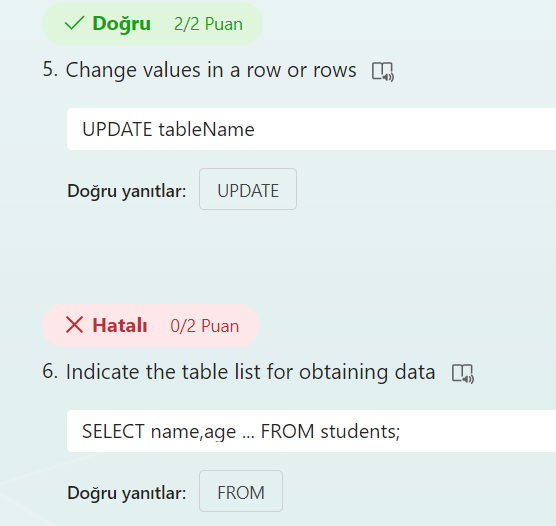 Doğru 2/2 Puan
5. Change values in a row or rows
UPDATE tableName
Doğru yanıtlar: UPDATE
Hatalı 0/2 Puan
6. Indicate the table list for obtaining data
SELECT name,age ... FROM students;
Doğru yanıtlar: FROM